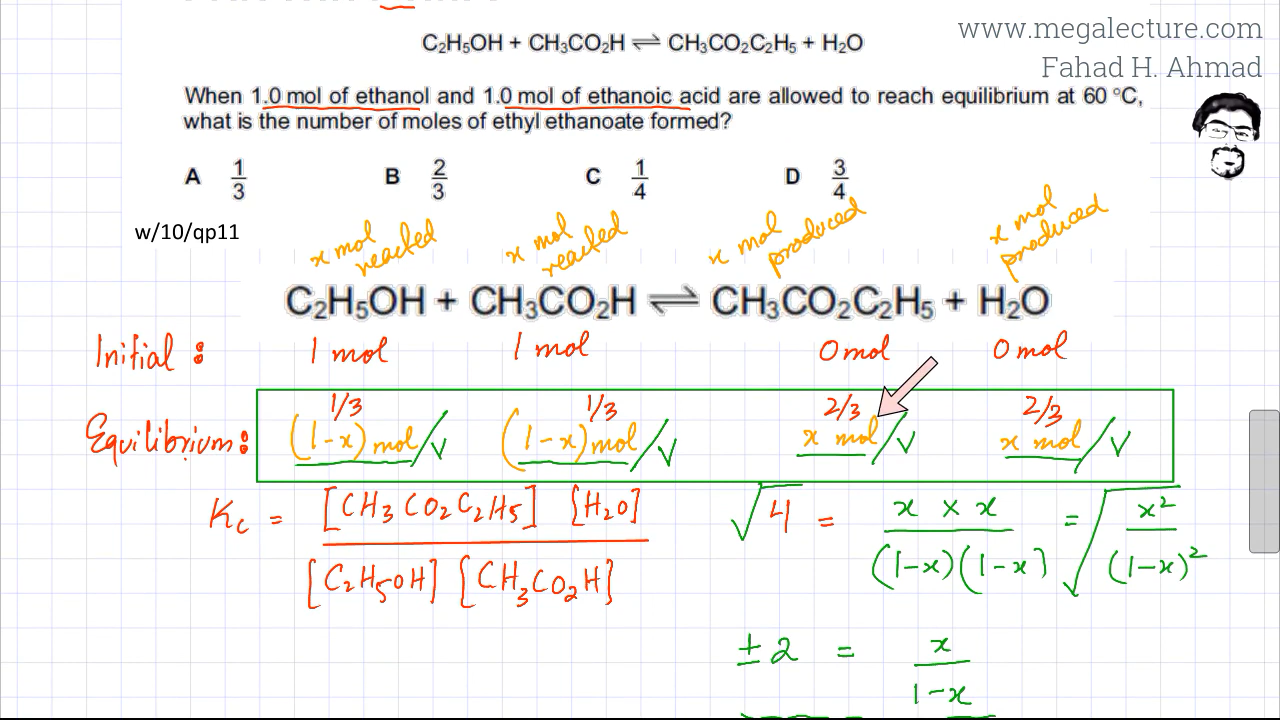 www.megalecture.com
Fahad H. Ahmad
C₂H₅OH + CH₃CO₂H ⇌ CH₃CO₂C₂H₅ + H₂O
When 1.0 mol of ethanol and 1.0 mol of ethanoic acid are allowed to reach equilibrium at 60 °C,
what is the number of moles of ethyl ethanoate formed?
A 1/3 B 2/3 C 1/4 D 3/4
w/10/qp11
x mol reacted x mol reacted x mol produced x mol produced
C₂H₅OH + CH₃CO₂H ⇌ CH₃CO₂C₂H₅ + H₂O
Initial : 1 mol 1 mol 0 mol 0 mol
1/3 1/3 2/3 2/3
Equilibrium: (1-x) mol/V (1-x) mol/V x mol/V x mol/V
Kc = [CH₃CO₂C₂H₅] [H₂O] / [C₂H₅OH] [CH₃CO₂H]
√4 = x × x / (1-x)(1-x) = √(x² / (1-x)²)
±2 = x / 1-x